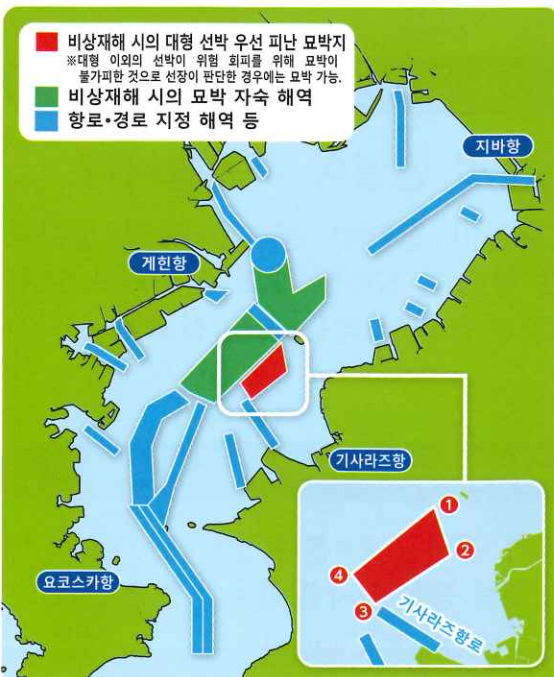 비상재해 시의 대형 선박 우선 피난 묘박지
※대형 이외의 선박이 위험 회피를 위해 묘박이
불가피한 것으로 선장이 판단한 경우에는 묘박 가능.
비상재해 시의 묘박 자숙 해역
항로•경로 지정 해역 등
지바항
게힌항
기사라즈항
요코스카항
1
2
4
3
기사라즈항로